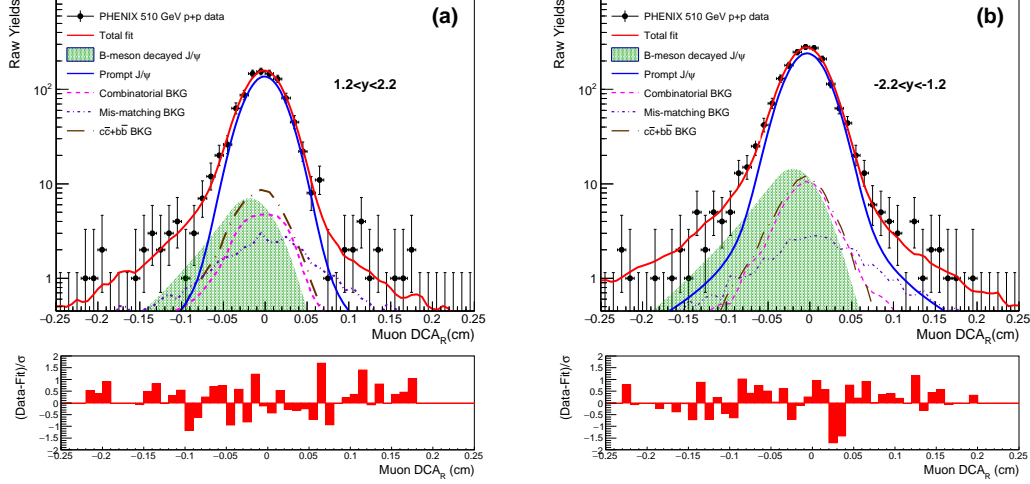 (a)
Raw Yields
PHENIX 510 GeV p+p data
Total fit
B-meson decayed J/ψ
Prompt J/ψ
Combinatorial BKG
Mis-matching BKG
cc̄+bb̄ BKG
1.2<y<2.2
10²
10
1
-0.25 -0.2 -0.15 -0.1 -0.05 0 0.05 0.1 0.15 0.2 0.25
Muon DCA_R(cm)
(Data-Fit)/σ
2
1.5
1
0.5
0
−0.5
−1
−1.5
−2
−0.25 −0.2 −0.15 −0.1 −0.05 0 0.05 0.1 0.15 0.2 0.25
Muon DCA_R (cm)
(b)
Raw Yields
PHENIX 510 GeV p+p data
Total fit
B-meson decayed J/ψ
Prompt J/ψ
Combinatorial BKG
Mis-matching BKG
cc̄+bb̄ BKG
-2.2<y<-1.2
10²
10
1
-0.25 -0.2 -0.15 -0.1 -0.05 0 0.05 0.1 0.15 0.2 0.25
Muon DCA_R(cm)
(Data-Fit)/σ
2
1.5
1
0.5
0
−0.5
−1
−1.5
−2
−0.25 −0.2 −0.15 −0.1 −0.05 0 0.05 0.1 0.15 0.2 0.25
Muon DCA_R (cm)